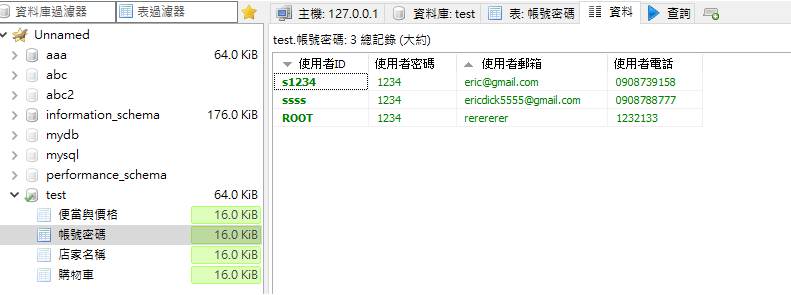 資料庫過濾器 表過濾器
Unnamed
aaa 64.0 KiB
abc
abc2
information_schema 176.0 KiB
mydb
mysql
performance_schema
test 64.0 KiB
便當與價格 16.0 KiB
帳號密碼 16.0 KiB
店家名稱 16.0 KiB
購物車 16.0 KiB
主機: 127.0.0.1 資料庫: test 表: 帳號密碼 資料 查詢
test.帳號密碼: 3 總記錄 (大約)
使用者ID 使用者密碼 使用者郵箱 使用者電話
s1234 1234 eric@gmail.com 0908739158
ssss 1234 ericdick5555@gmail.com 0908788777
ROOT 1234 rerererer 1232133